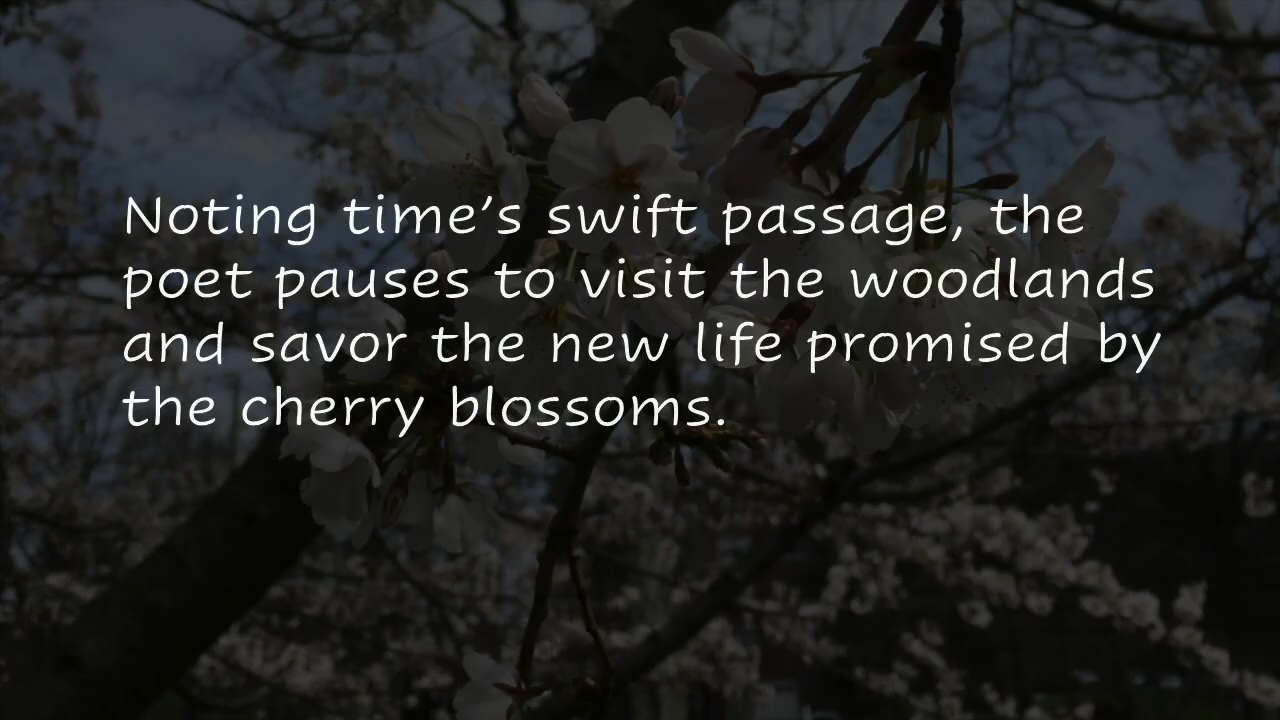 Noting time’s swift passage, the
poet pauses to visit the woodlands
and savor the new life promised by
the cherry blossoms.